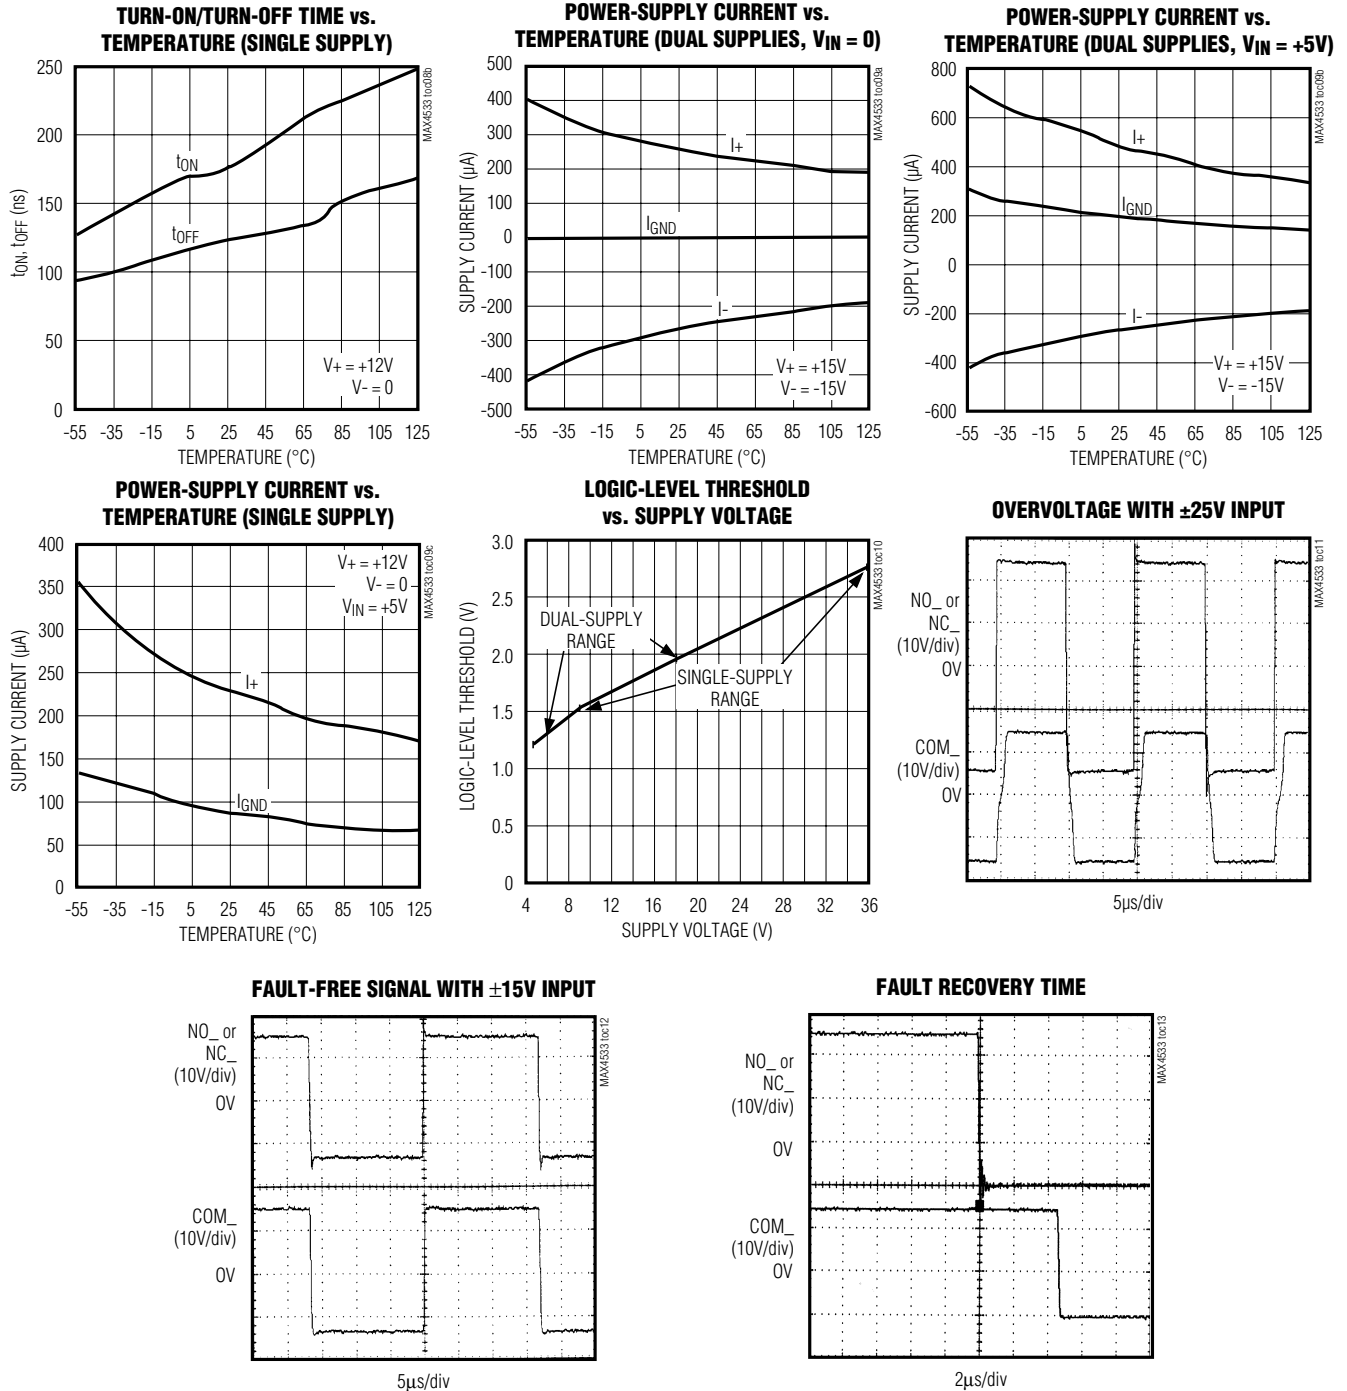 TURN-ON/TURN-OFF TIME vs.
TEMPERATURE (SINGLE SUPPLY)
250
200
150
100
50
0
tON, tOFF (ns)
tON
tOFF
V+ = +12V
V- = 0
-55 -35 -15 5 25 45 65 85 105 125
TEMPERATURE (°C)
MAX4533 toc08b
POWER-SUPPLY CURRENT vs.
TEMPERATURE (DUAL SUPPLIES, VIN = 0)
500
400
300
200
100
0
-100
-200
-300
-400
-500
SUPPLY CURRENT (µA)
I+
IGND
I-
V+ = +15V
V- = -15V
-55 -35 -15 5 25 45 65 85 105 125
TEMPERATURE (°C)
MAX4533 toc09a
POWER-SUPPLY CURRENT vs.
TEMPERATURE (DUAL SUPPLIES, VIN = +5V)
800
600
400
200
0
-200
-400
-600
SUPPLY CURRENT (µA)
I+
IGND
I-
V+ = +15V
V- = -15V
-55 -35 -15 5 25 45 65 85 105 125
TEMPERATURE (°C)
MAX4533 toc09b
POWER-SUPPLY CURRENT vs.
TEMPERATURE (SINGLE SUPPLY)
400
350
300
250
200
150
100
50
0
SUPPLY CURRENT (µA)
V+ = +12V
V- = 0
VIN = +5V
I+
IGND
-55 -35 -15 5 25 45 65 85 105 125
TEMPERATURE (°C)
MAX4533 toc09c
LOGIC-LEVEL THRESHOLD
vs. SUPPLY VOLTAGE
3.0
2.5
2.0
1.5
1.0
0.5
0
LOGIC-LEVEL THRESHOLD (V)
DUAL-SUPPLY
RANGE
SINGLE-SUPPLY
RANGE
4 8 12 16 20 24 28 32 36
SUPPLY VOLTAGE (V)
MAX4533 toc10
OVERVOLTAGE WITH ±25V INPUT
NO_ or
NC_
(10V/div)
0V
COM_
(10V/div)
0V
5µs/div
MAX4533 toc11
FAULT-FREE SIGNAL WITH ±15V INPUT
NO_ or
NC_
(10V/div)
0V
COM_
(10V/div)
0V
5µs/div
MAX4533 toc12
FAULT RECOVERY TIME
NO_ or
NC_
(10V/div)
0V
COM_
(10V/div)
0V
2µs/div
MAX4533 toc13